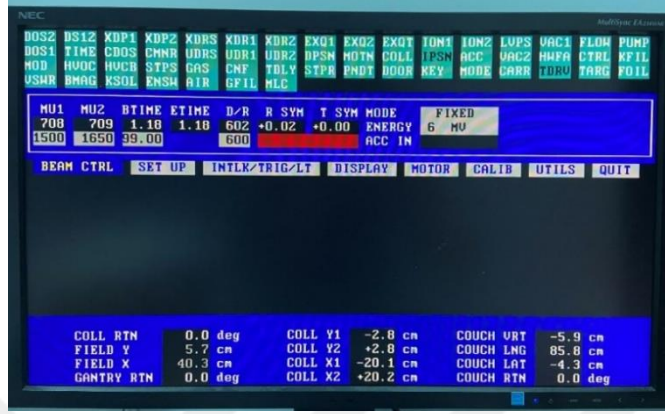 NEC
DOS2 DS12 XDP1 XDP2 XDRS XDR1 XDR2 EXQ1 EXQ2 EXQT ION1 ION2 LVPS VAC1 FLOW PUMP
DOS1 TIME CDOS CMNR UDRS UDR1 UDR2 DPSN MOTN COLL IPSN ACC VAC2 HWFA CTRL KFIL
MOD HVOC HVCB STPS GAS CNF TDLY STPR PNDT DOOR KEY MODE CARR TDRV TARG FOIL
VSWR BMAG KSOL ENSW AIR GFIL MLC
MU1 MU2 BTIME ETIME D/R R SYM T SYM MODE FIXED
708 709 1.18 1.18 602 +0.02 +0.00 ENERGY 6 MV
1500 1650 99.00 600 ACC IN
BEAM CTRL SET UP INTLK/TRIG/LT DISPLAY MOTOR CALIB UTILS QUIT
COLL RTN 0.0 deg COLL Y1 -2.8 cm COUCH VRT -5.9 cm
FIELD Y 5.7 cm COLL Y2 +2.8 cm COUCH LNG 85.8 cm
FIELD X 40.3 cm COLL X1 -20.1 cm COUCH LAT -4.3 cm
GANTRY RTN 0.0 deg COLL X2 +20.2 cm COUCH RTN 0.0 deg